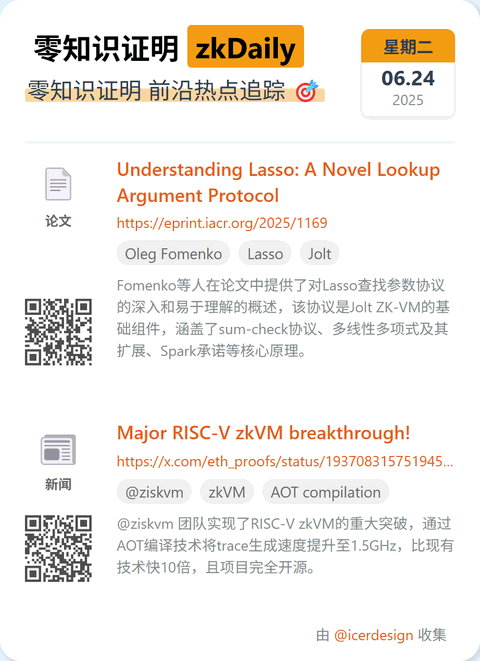 零知识证明 zkDaily
零知识证明 前沿热点追踪
星期二
06.24
2025
论文
Understanding Lasso: A Novel Lookup
Argument Protocol
https://eprint.iacr.org/2025/1169
Oleg Fomenko Lasso Jolt
Fomenko等人在论文中提供了对Lasso查找参数协议
的深入和易于理解的概述，该协议是Jolt ZK-VM的基
础组件，涵盖了sum-check协议、多线性多项式及其
扩展、Spark承诺等核心原理。
新闻
Major RISC-V zkVM breakthrough!
https://x.com/eth_proofs/status/193708315751945...
@ziskvm zkVM AOT compilation
@ziskvm 团队实现了RISC-V zkVM的重大突破，通过
AOT编译技术将trace生成速度提升至1.5GHz，比现有
技术快10倍，且项目完全开源。
由 @icerdesign 收集